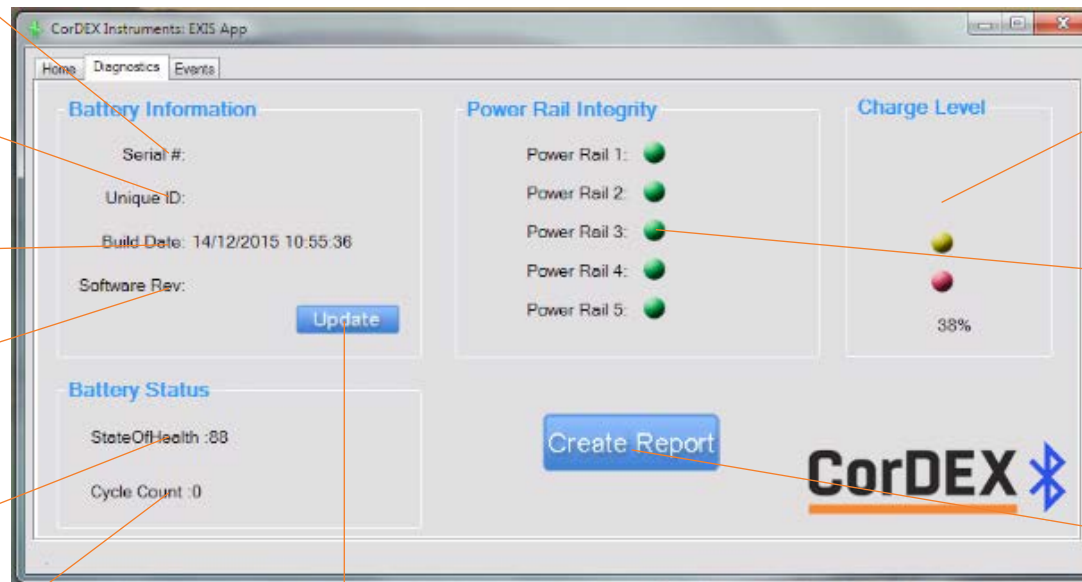 CorDEX Instruments: EXIS App
Home Diagnostics Events
Battery Information
Serial #:
Unique ID:
Build Date: 14/12/2015 10:55:36
Software Rev:
Update
Power Rail Integrity
Power Rail 1:
Power Rail 2:
Power Rail 3:
Power Rail 4:
Power Rail 5:
Charge Level
38%
Battery Status
StateOfHealth :88
Cycle Count :0
Create Report
CorDEX